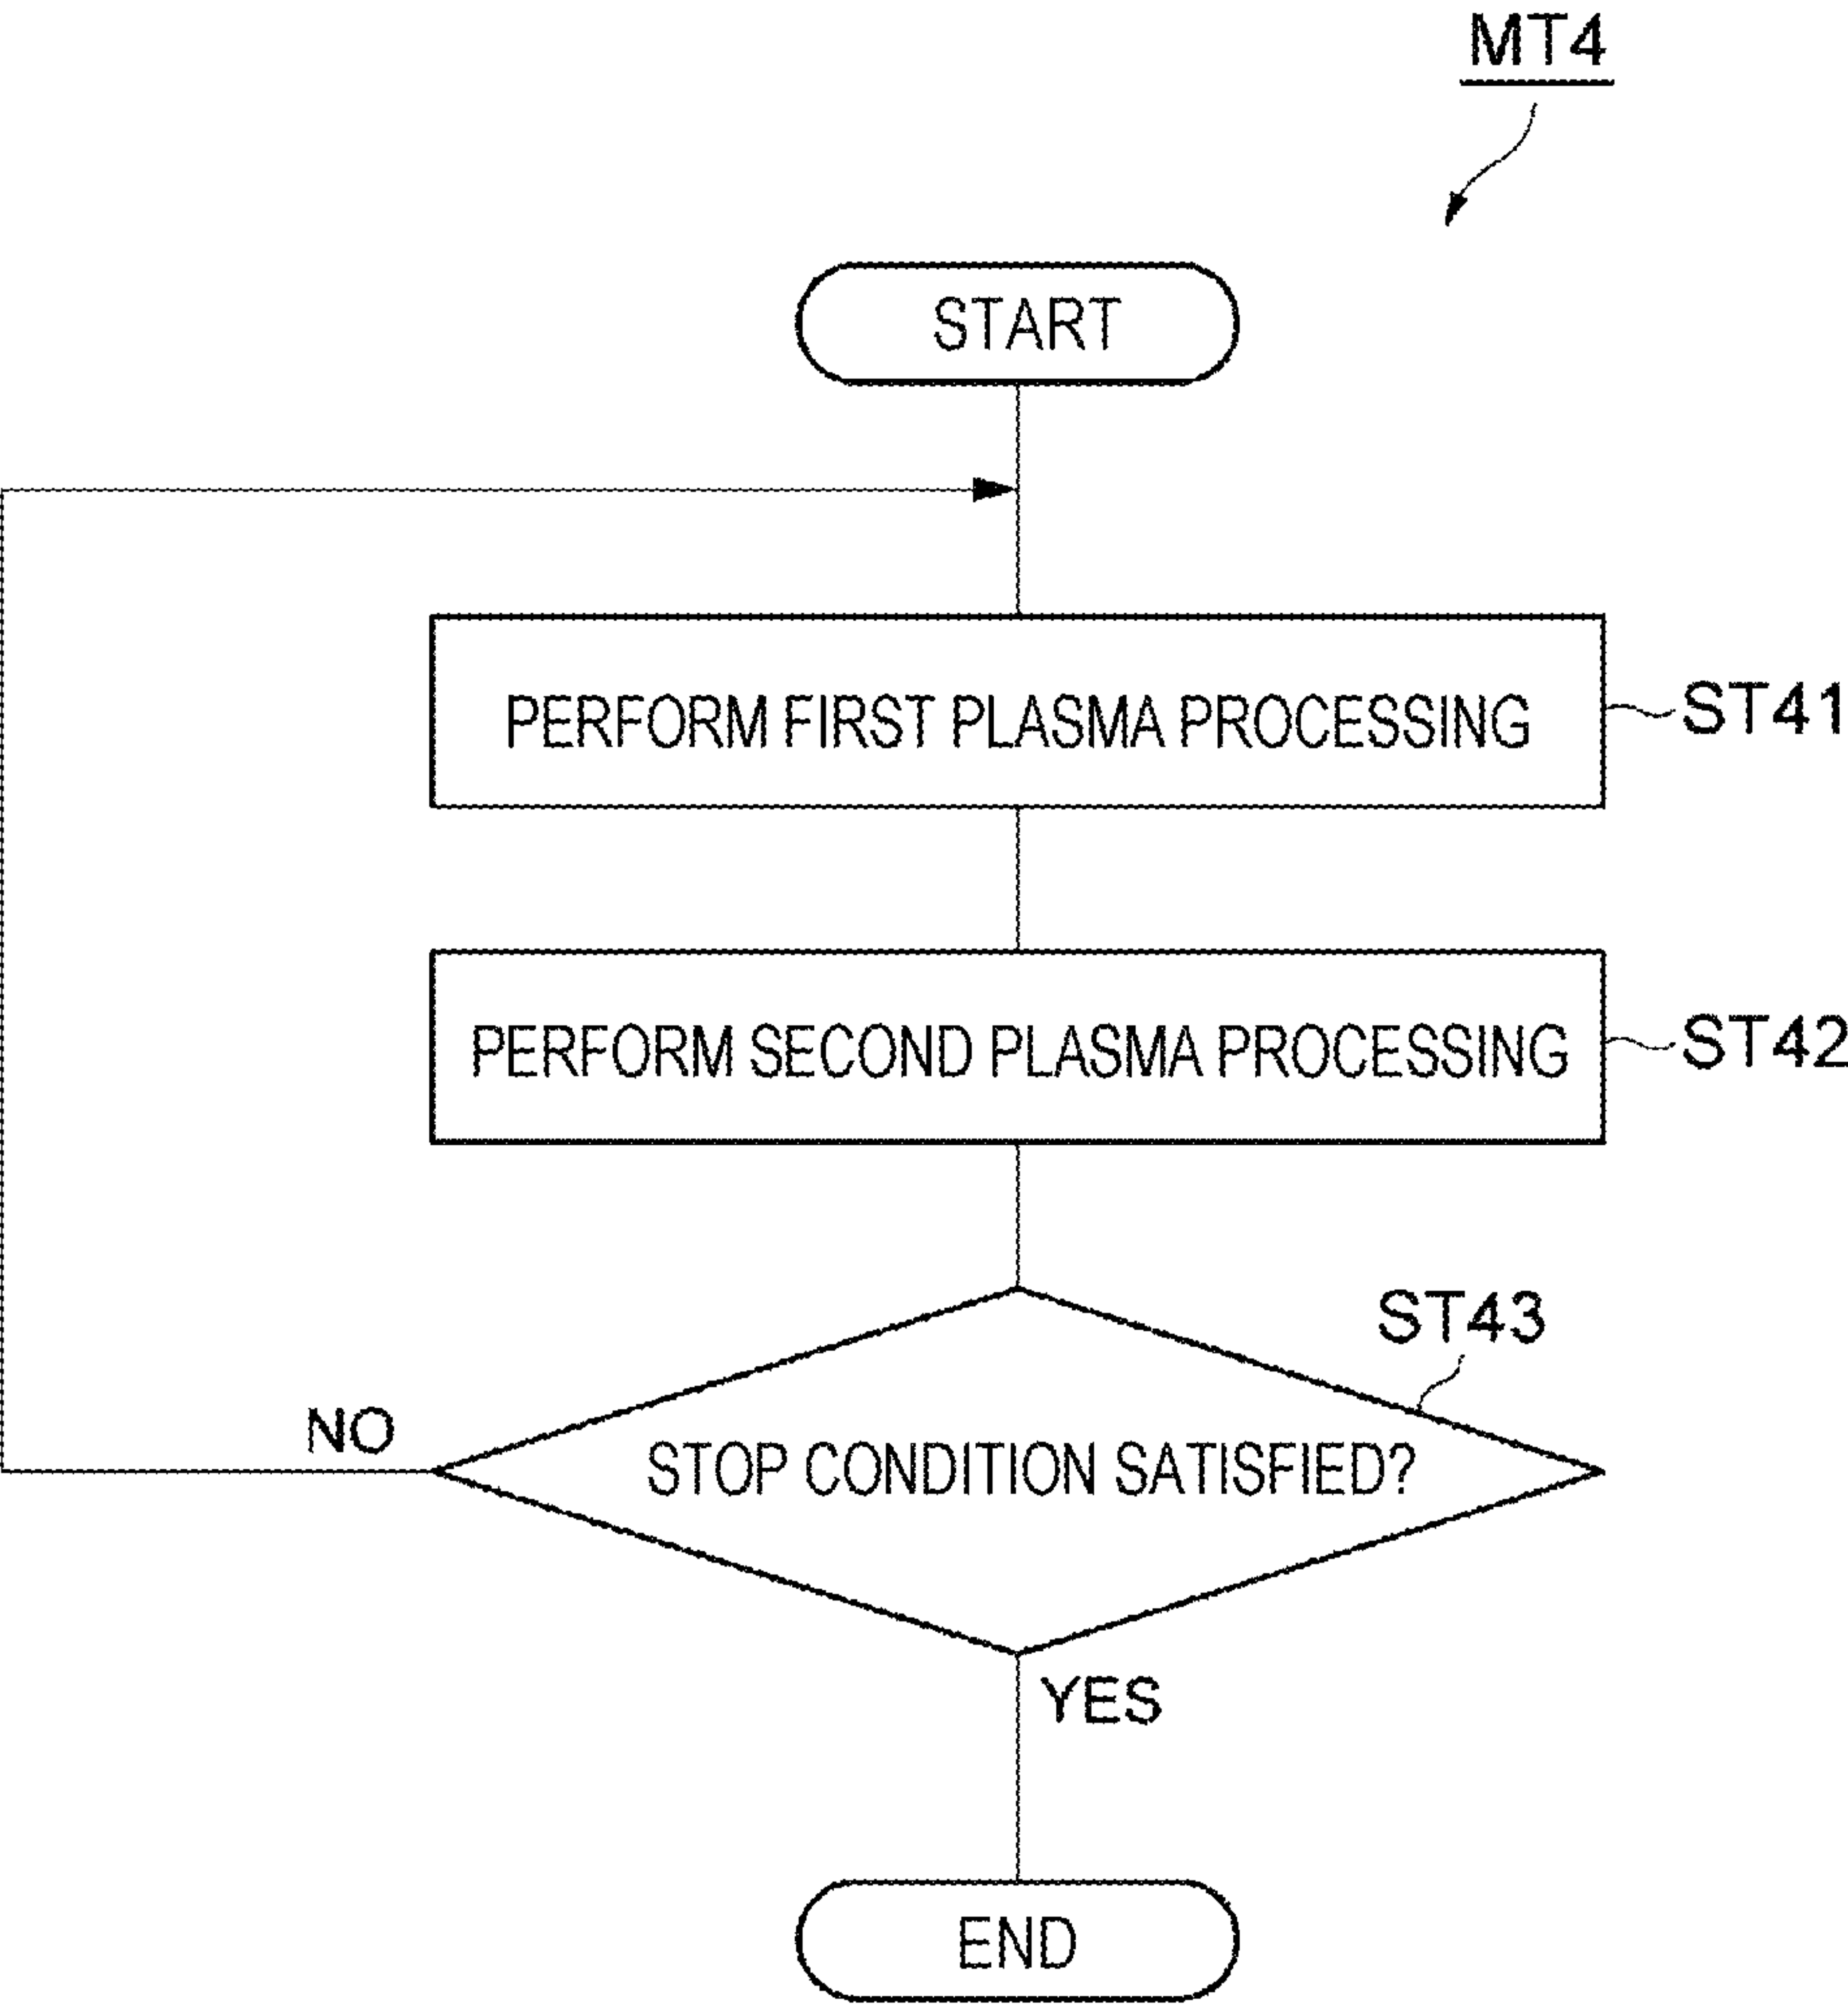 MT4
START
PERFORM FIRST PLASMA PROCESSING
ST41
PERFORM SECOND PLASMA PROCESSING
ST42
ST43
NO
STOP CONDITION SATISFIED?
YES
END